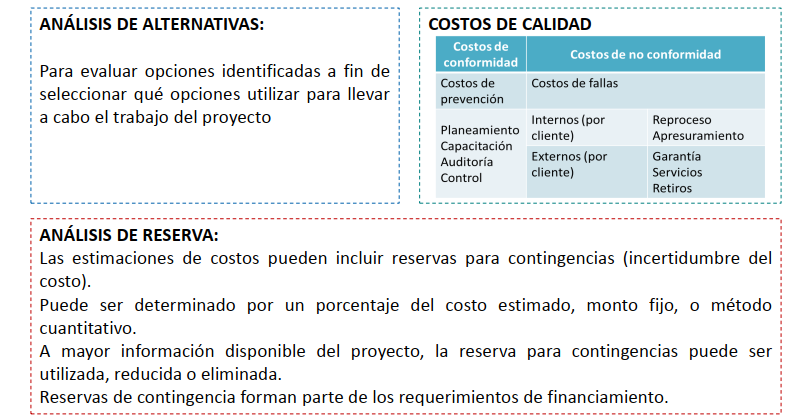 ANÁLISIS DE ALTERNATIVAS:
Para evaluar opciones identificadas a fin de
seleccionar qué opciones utilizar para llevar
a cabo el trabajo del proyecto
COSTOS DE CALIDAD
Costos de
conformidad
Costos de no conformidad
Costos de
prevención
Costos de fallas
Planeamiento
Capacitación
Auditoría
Control
Internos (por
cliente)
Reproceso
Apresuramiento
Externos (por
cliente)
Garantía
Servicios
Retiros
ANÁLISIS DE RESERVA:
Las estimaciones de costos pueden incluir reservas para contingencias (incertidumbre del
costo).
Puede ser determinado por un porcentaje del costo estimado, monto fijo, o método
cuantitativo.
A mayor información disponible del proyecto, la reserva para contingencias puede ser
utilizada, reducida o eliminada.
Reservas de contingencia forman parte de los requerimientos de financiamiento.